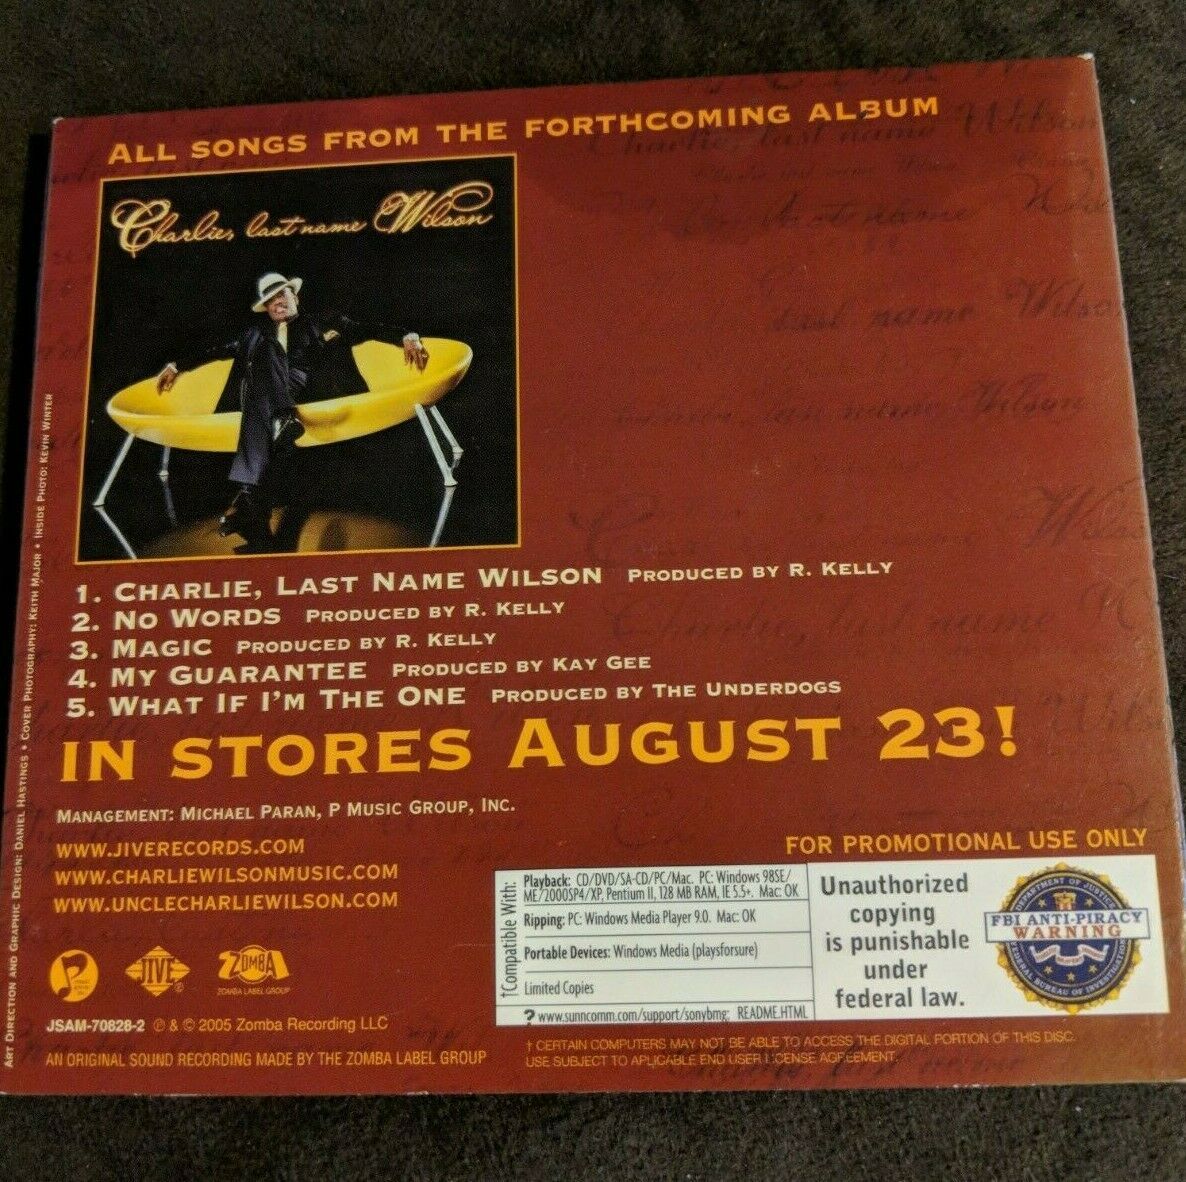 ALL SONGS FROM THE FORTHCOMING ALBUM
Charlie, last name Wilson
1. CHARLIE, LAST NAME WILSON PRODUCED BY R. KELLY
2. NO WORDS PRODUCED BY R. KELLY
3. MAGIC PRODUCED BY R. KELLY
4. MY GUARANTEE PRODUCED BY KAY GEE
5. WHAT IF I'M THE ONE PRODUCED BY THE UNDERDOGS
IN STORES AUGUST 23!
MANAGEMENT: MICHAEL PARAN, P MUSIC GROUP, INC.
WWW.JIVERECORDS.COM
WWW.CHARLIEWILSONMUSIC.COM
WWW.UNCLECHARLIEWILSON.COM
JIVE
ZOMBA
ZOMBA LABEL GROUP
JSAM-70828-2 ℗ & © 2005 Zomba Recording LLC
AN ORIGINAL SOUND RECORDING MADE BY THE ZOMBA LABEL GROUP
ART DIRECTION AND GRAPHIC DESIGN: DANIEL HASTINGS • COVER PHOTOGRAPHY: KEITH MAJOR • INSIDE PHOTO: KEVIN WINTER
FOR PROMOTIONAL USE ONLY
†Compatible With:
Playback: CD/DVD/SA-CD/PC/Mac. PC: Windows 98SE/
ME/2000SP4/XP, Pentium II, 128 MB RAM, IE 5.5+. Mac: OK
Ripping: PC: Windows Media Player 9.0. Mac: OK
Portable Devices: Windows Media (playsforsure)
Limited Copies
? www.sunncomm.com/support/sonybmg; README.HTML
Unauthorized
copying
is punishable
under
federal law.
DEPARTMENT OF JUSTICE
FBI ANTI-PIRACY
WARNING
FEDERAL BUREAU OF INVESTIGATION
† CERTAIN COMPUTERS MAY NOT BE ABLE TO ACCESS THE DIGITAL PORTION OF THIS DISC.
USE SUBJECT TO APLICABLE END USER LICENSE AGREEMENT.